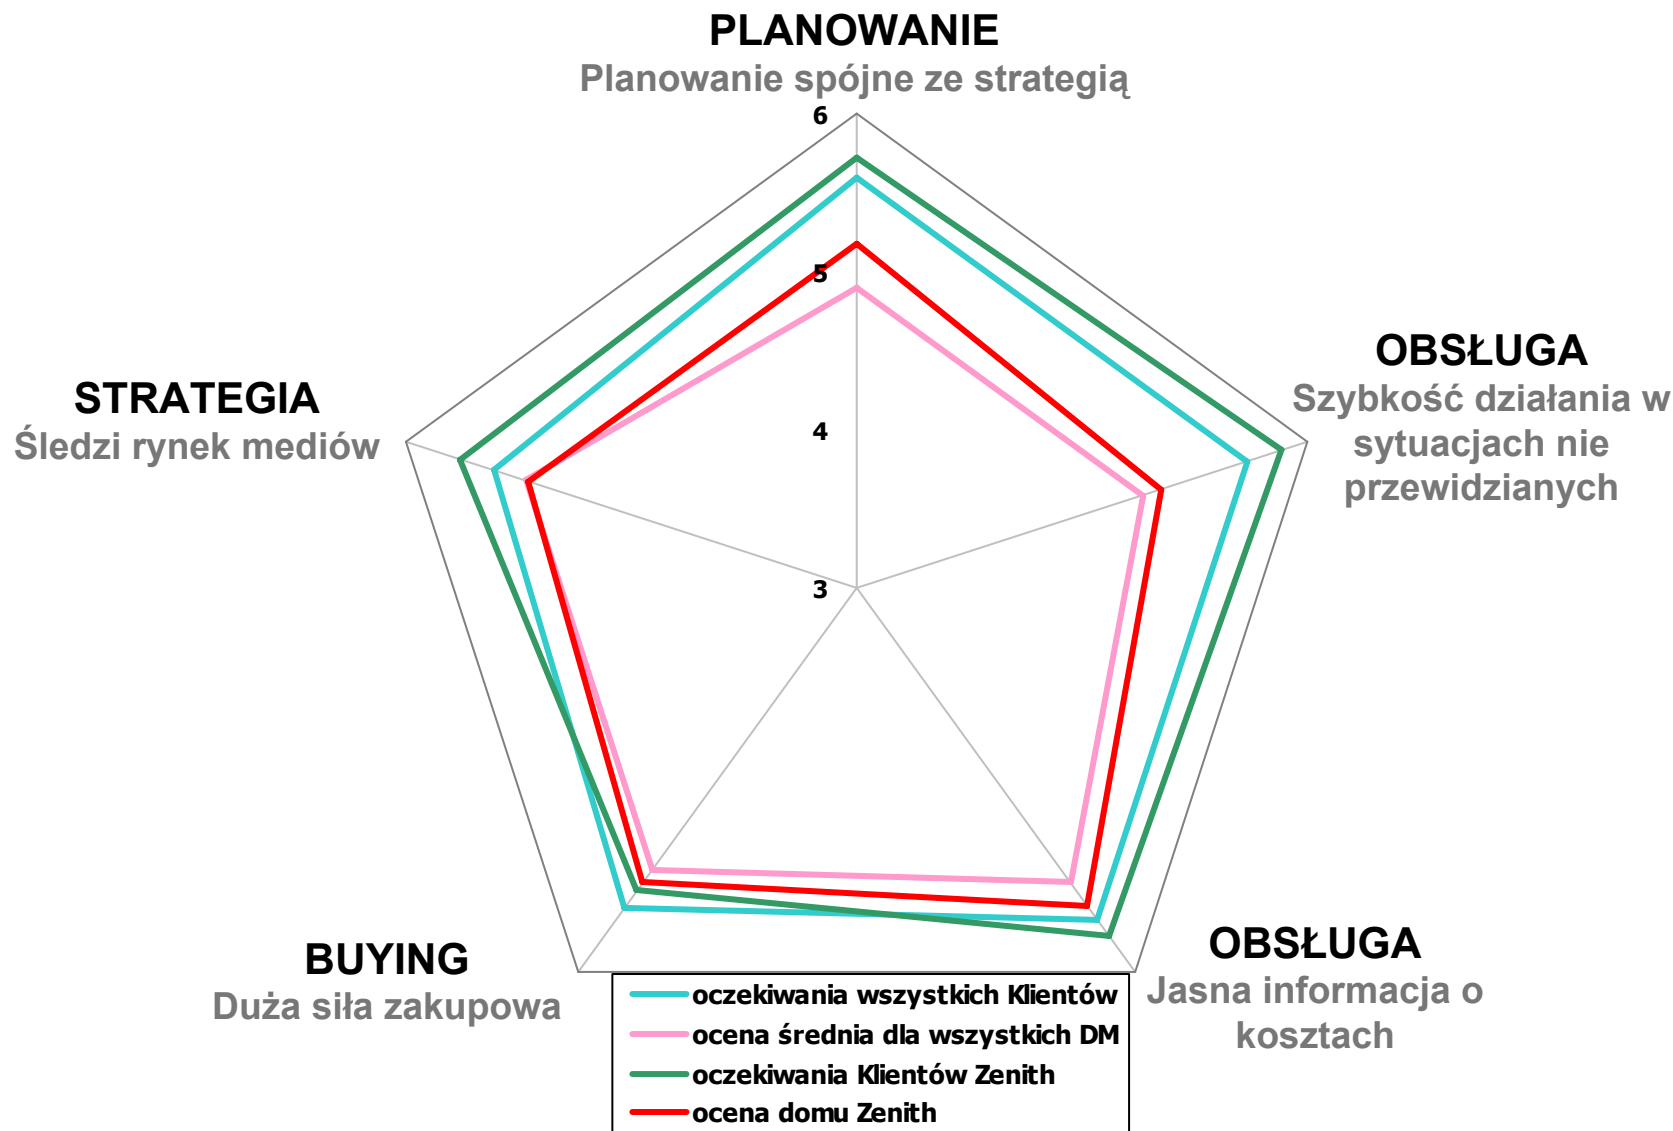 PLANOWANIE
Planowanie spójne ze strategią
6
5
4
3
OBSŁUGA
Szybkość działania w
sytuacjach nie
przewidzianych
STRATEGIA
Śledzi rynek mediów
OBSŁUGA
Jasna informacja o
kosztach
BUYING
Duża siła zakupowa
oczekiwania wszystkich Klientów
ocena średnia dla wszystkich DM
oczekiwania Klientów Zenith
ocena domu Zenith